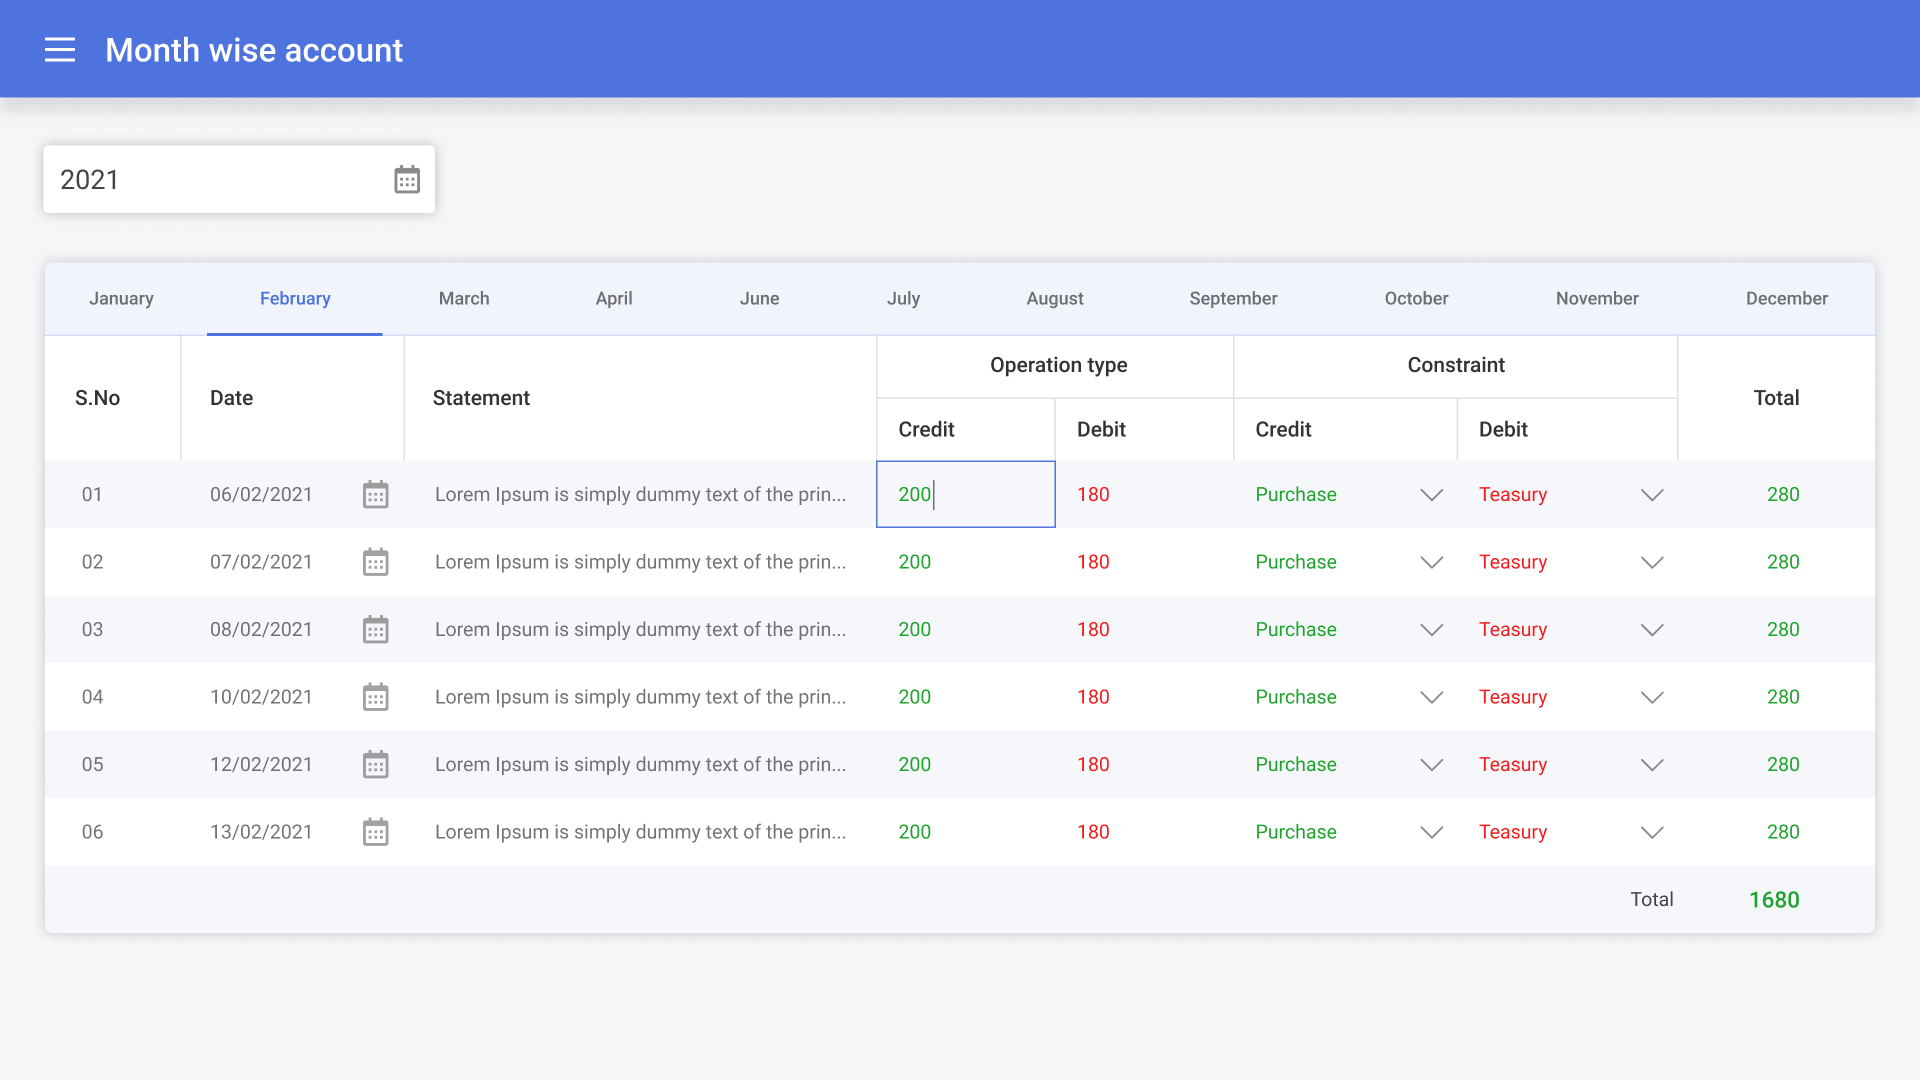 Month wise account
2021
January February March April June July August September October November December
Operation type Constraint
S.No Date Statement Total
Credit Debit Credit Debit
01 06/02/2021 Lorem Ipsum is simply dummy text of the prin... 200 180 Purchase Teasury 280
02 07/02/2021 Lorem Ipsum is simply dummy text of the prin... 200 180 Purchase Teasury 280
03 08/02/2021 Lorem Ipsum is simply dummy text of the prin... 200 180 Purchase Teasury 280
04 10/02/2021 Lorem Ipsum is simply dummy text of the prin... 200 180 Purchase Teasury 280
05 12/02/2021 Lorem Ipsum is simply dummy text of the prin... 200 180 Purchase Teasury 280
06 13/02/2021 Lorem Ipsum is simply dummy text of the prin... 200 180 Purchase Teasury 280
Total 1680